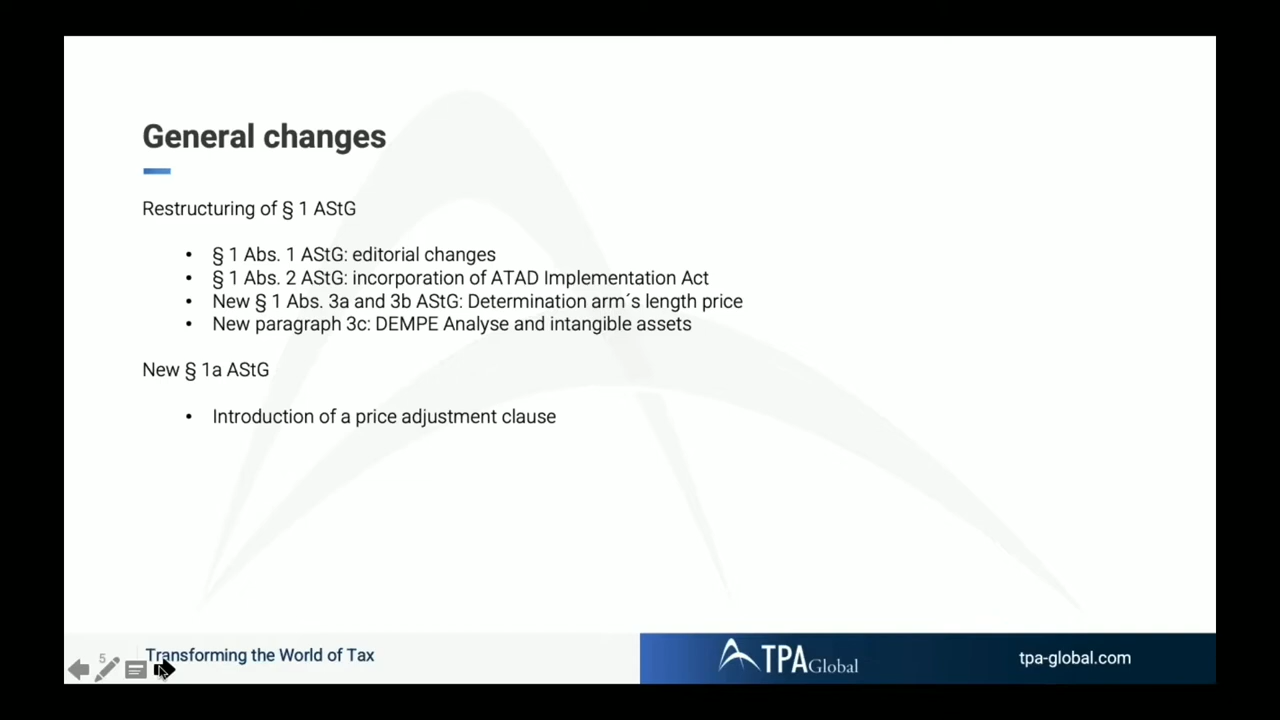 General changes
Restructuring of § 1 AStG
• § 1 Abs. 1 AStG: editorial changes
• § 1 Abs. 2 AStG: incorporation of ATAD Implementation Act
• New § 1 Abs. 3a and 3b AStG: Determination arm´s length price
• New paragraph 3c: DEMPE Analyse and intangible assets
New § 1a AStG
• Introduction of a price adjustment clause
5
Transforming the World of Tax
TPA Global
tpa-global.com